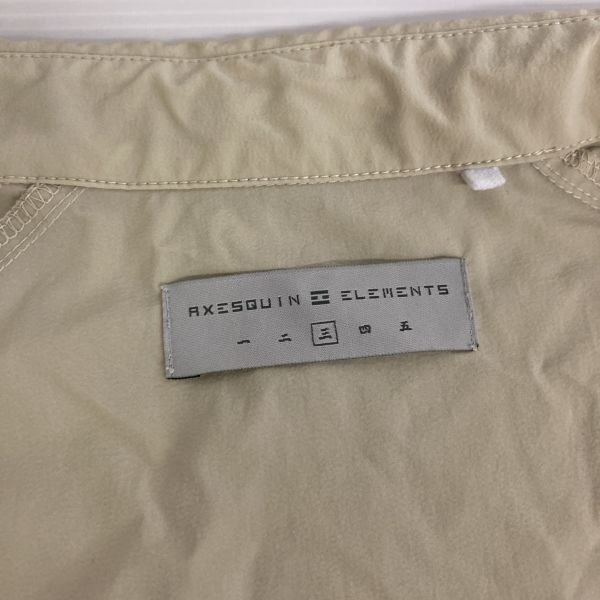 AXESQUIN ELEMENTS
一 二 三 四 五